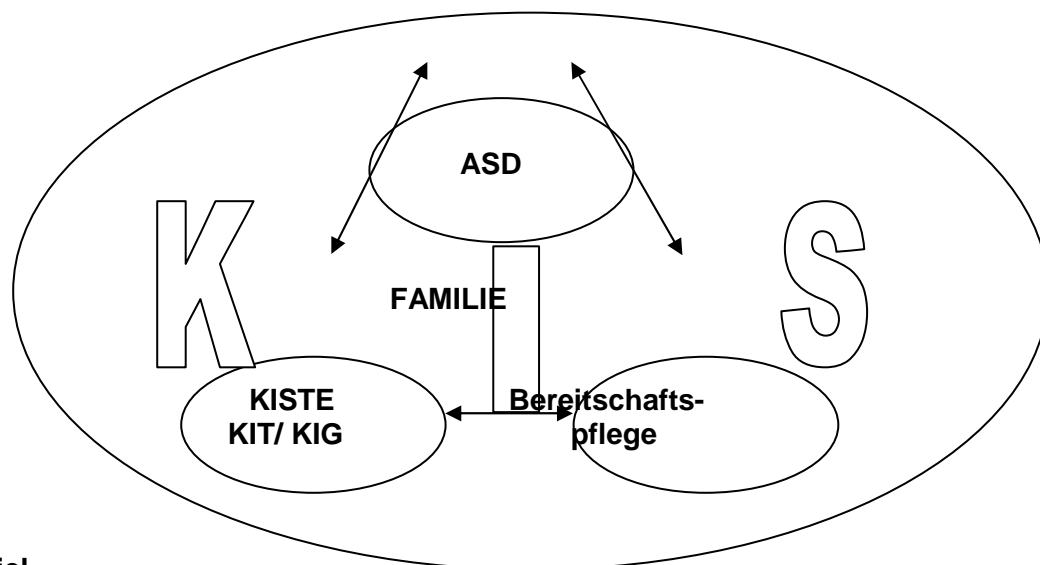 ASD
K I S
FAMILIE
KISTE
KIT/ KIG
Bereitschafts-
pflege